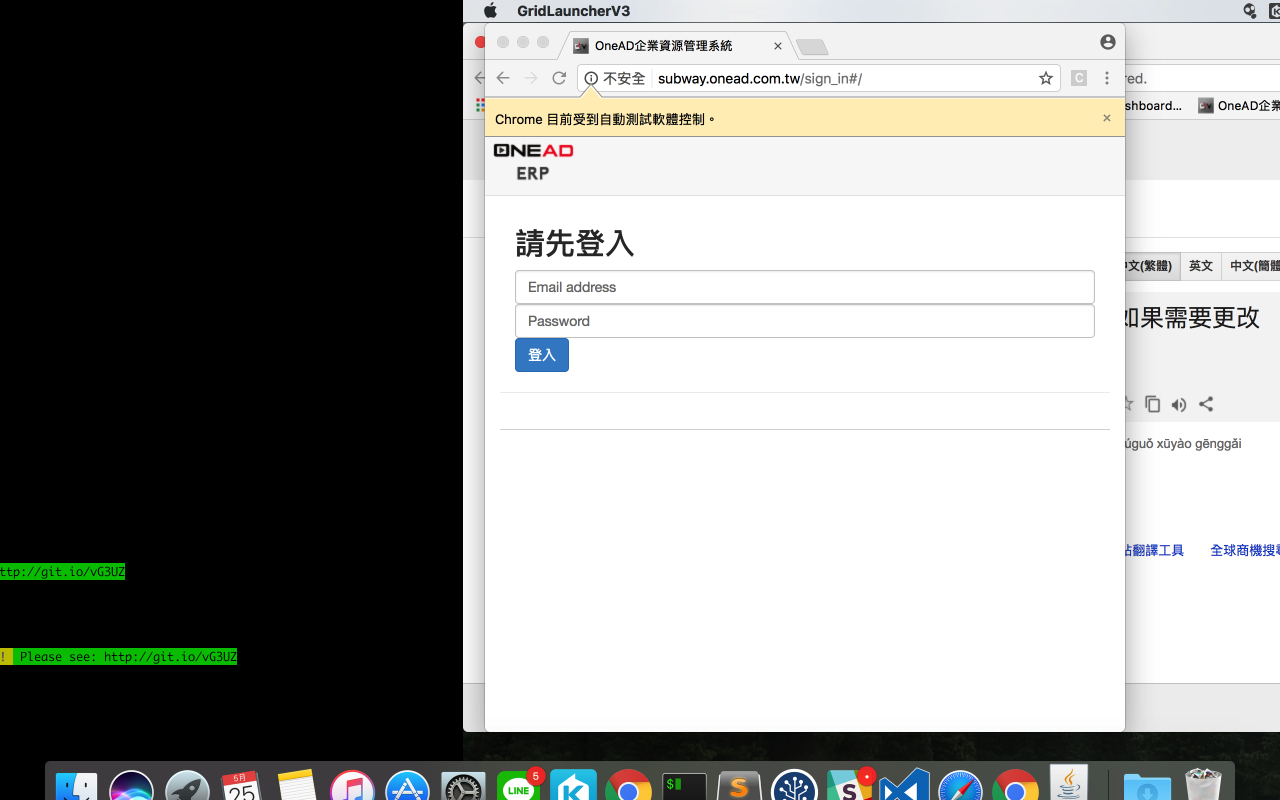 GridLauncherV3
OneAD企業資源管理系統
不安全
subway.onead.com.tw/sign_in#/
red.
C
shboard...
OneAD企業
Chrome 目前受到自動測試軟體控制。
ONEAD
ERP
請先登入
Email address
Password
登入
中文(繁體)
英文
中文(簡體
如果需要更改
úguǒ xūyào gēnggǎi
翻譯工具
全球商機搜尋
ttp://git.io/vG3UZ
! Please see: http://git.io/vG3UZ
5月
25
LINE
5
K
$
S
S